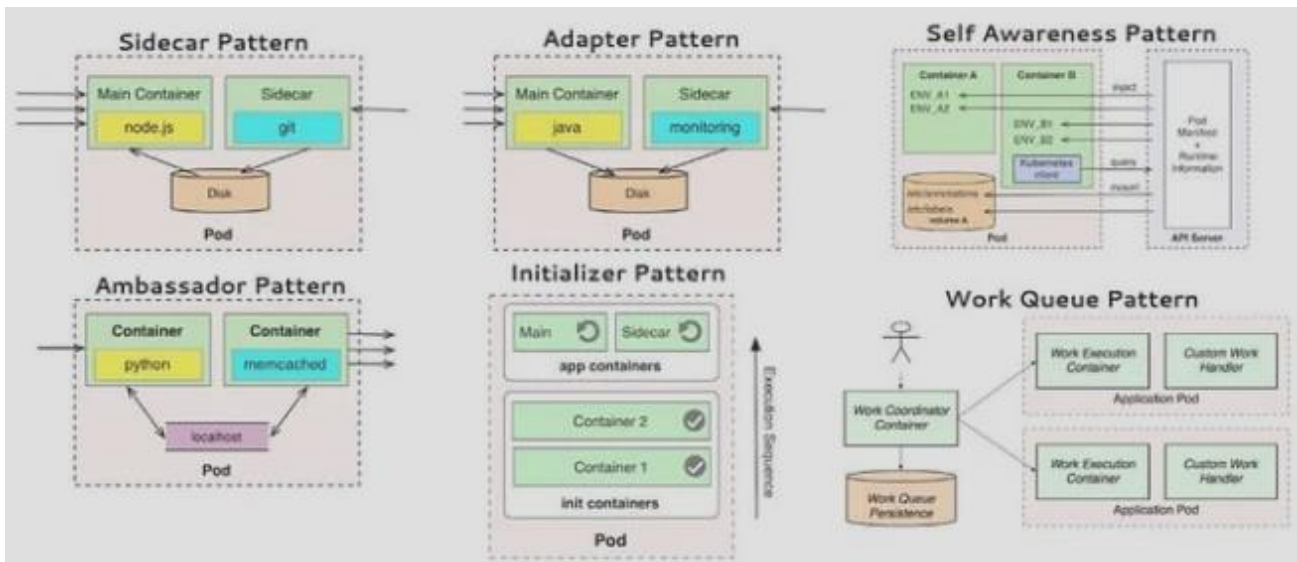 Sidecar Pattern
Main Container
Sidecar
node.js
git
Disk
Pod
Adapter Pattern
Main Container
Sidecar
java
monitoring
Disk
Pod
Self Awareness Pattern
Container A
Container B
ENV_A1
ENV_A2
ENV_B1
ENV_B2
Kubernetes
client
inject
query
mount
Pod
Manifest
+
Runtime
Information
volume A
Pod
API Server
Ambassador Pattern
Container
Container
python
memcached
localhost
Pod
Initializer Pattern
Main
Sidecar
app containers
Container 2
Container 1
init containers
Pod
Execution Sequence
Work Queue Pattern
Work Coordinator
Container
Work Queue
Persistence
Work Execution
Container
Custom Work
Handler
Application Pod
Work Execution
Container
Custom Work
Handler
Application Pod